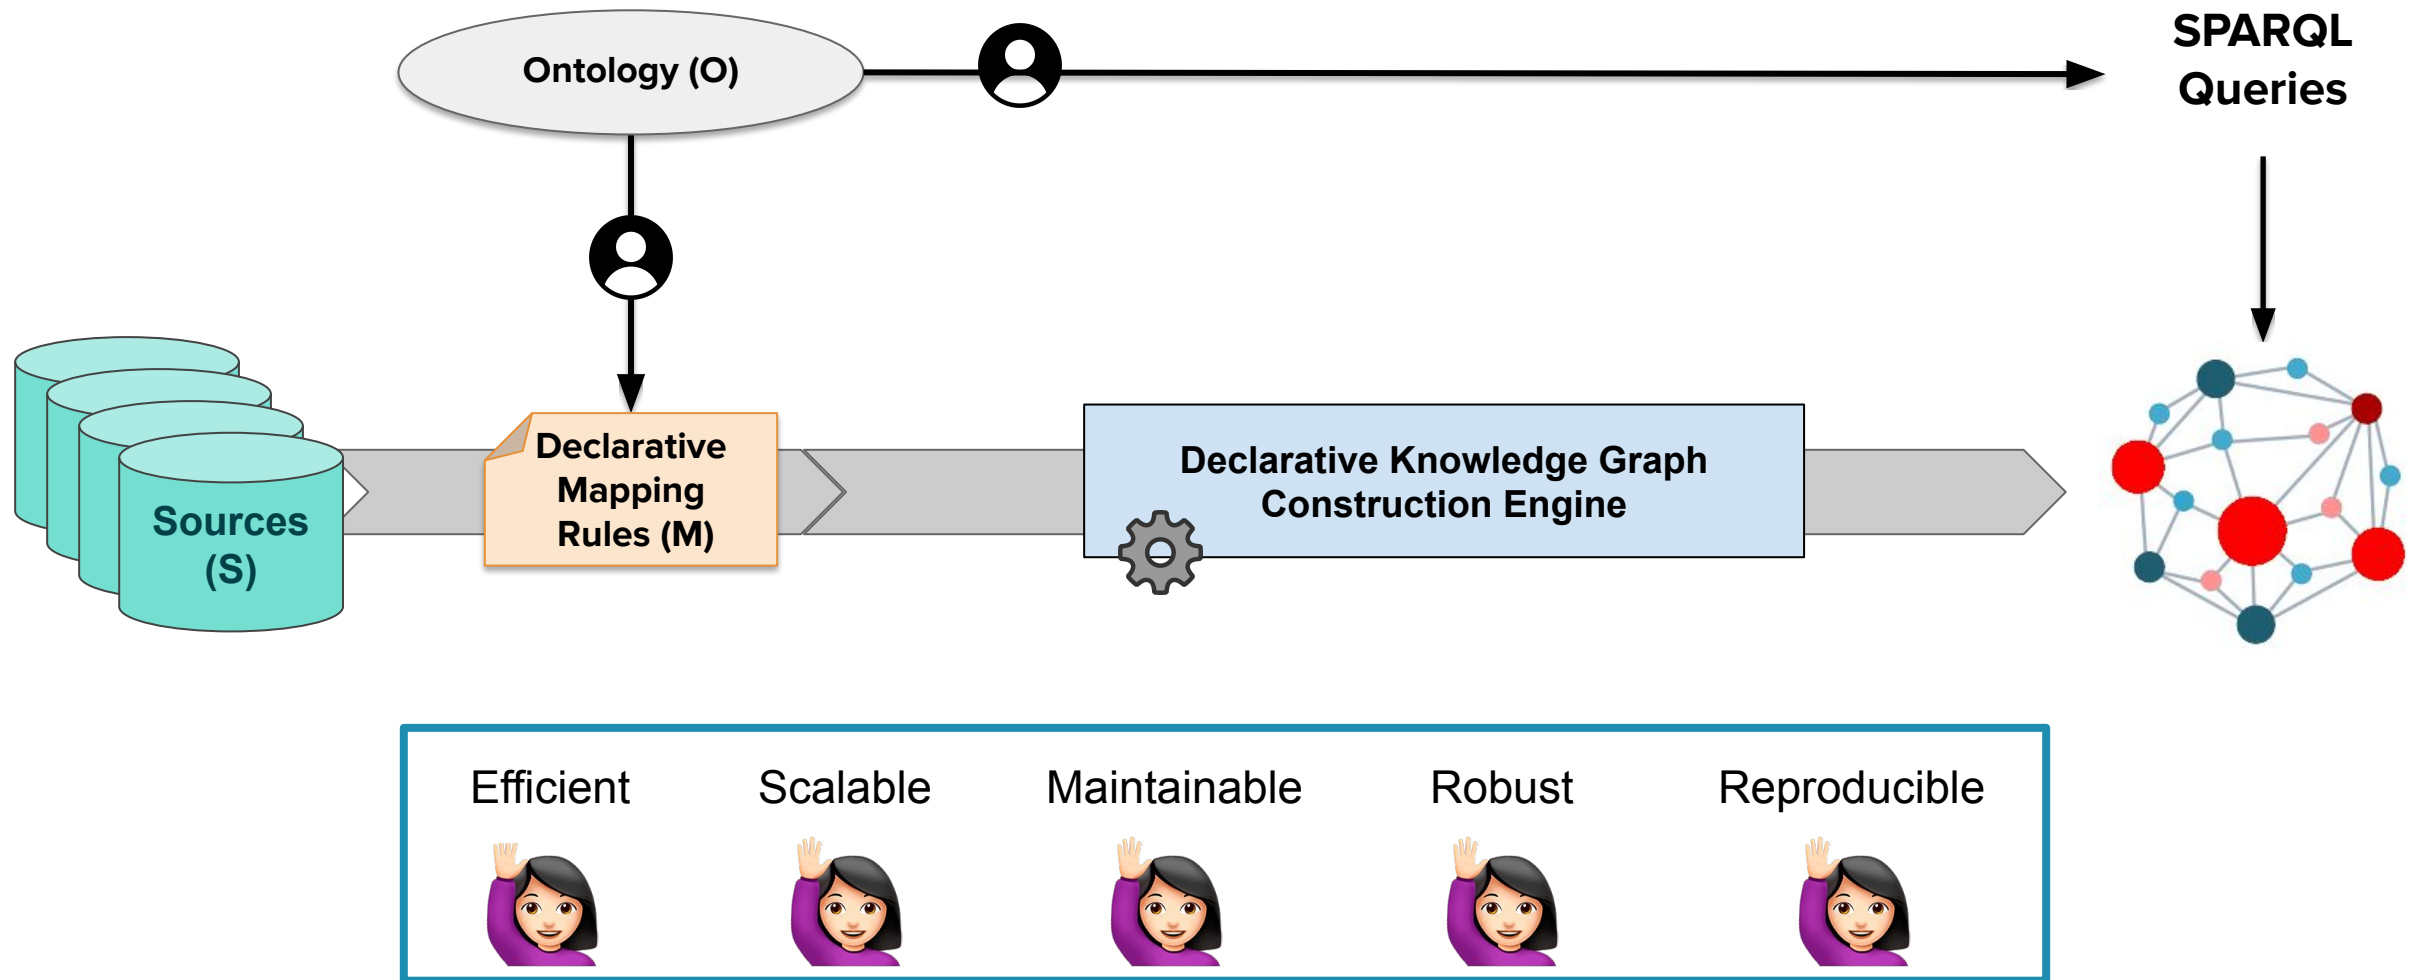 Ontology (O)
SPARQL
Queries
Sources
(S)
Declarative
Mapping
Rules (M)
Declarative Knowledge Graph
Construction Engine
Efficient
Scalable
Maintainable
Robust
Reproducible